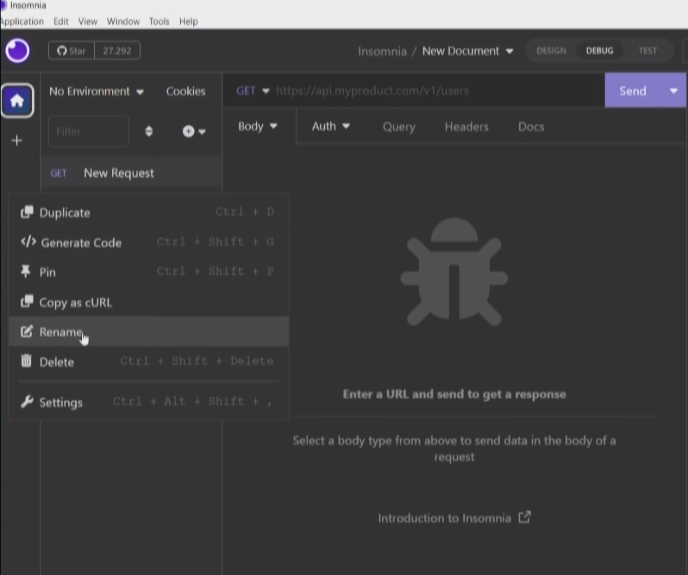 Insomnia
Application Edit View Window Tools Help
Star 27.292
Insomnia / New Document
DESIGN DEBUG TEST
No Environment Cookies
GET https://api.myproduct.com/v1/users
Send
Filter
Body Auth Query Headers Docs
GET New Request
Duplicate Ctrl + D
</> Generate Code Ctrl + Shift + G
Pin Ctrl + Shift + P
Copy as cURL
Rename
Delete Ctrl + Shift + Delete
Settings Ctrl + Alt + Shift + ,
Enter a URL and send to get a response
Select a body type from above to send data in the body of a
request
Introduction to Insomnia